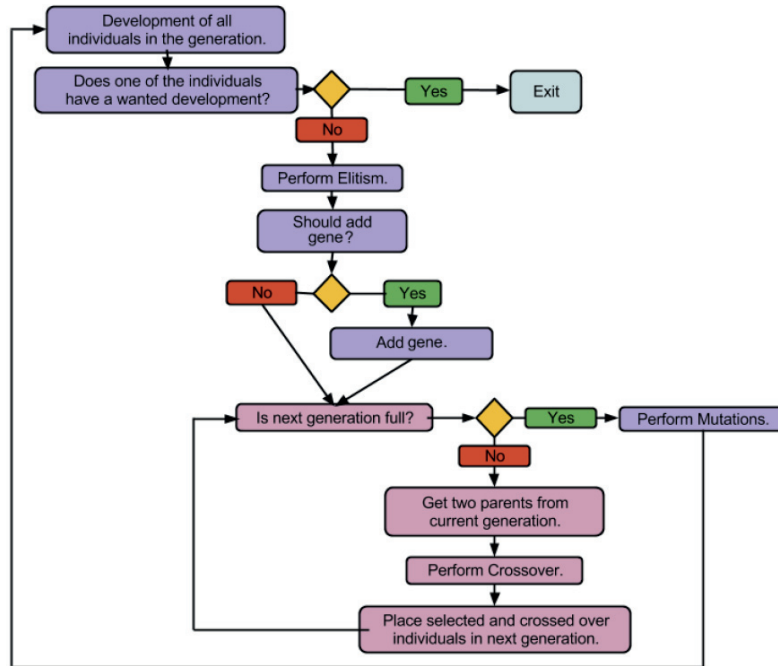 Development of all
individuals in the generation.
Does one of the individuals
have a wanted development?
Yes
Exit
No
Perform Elitism.
Should add
gene?
No
Yes
Add gene.
Is next generation full?
Yes
Perform Mutations.
No
Get two parents from
current generation.
Perform Crossover.
Place selected and crossed over
individuals in next generation.